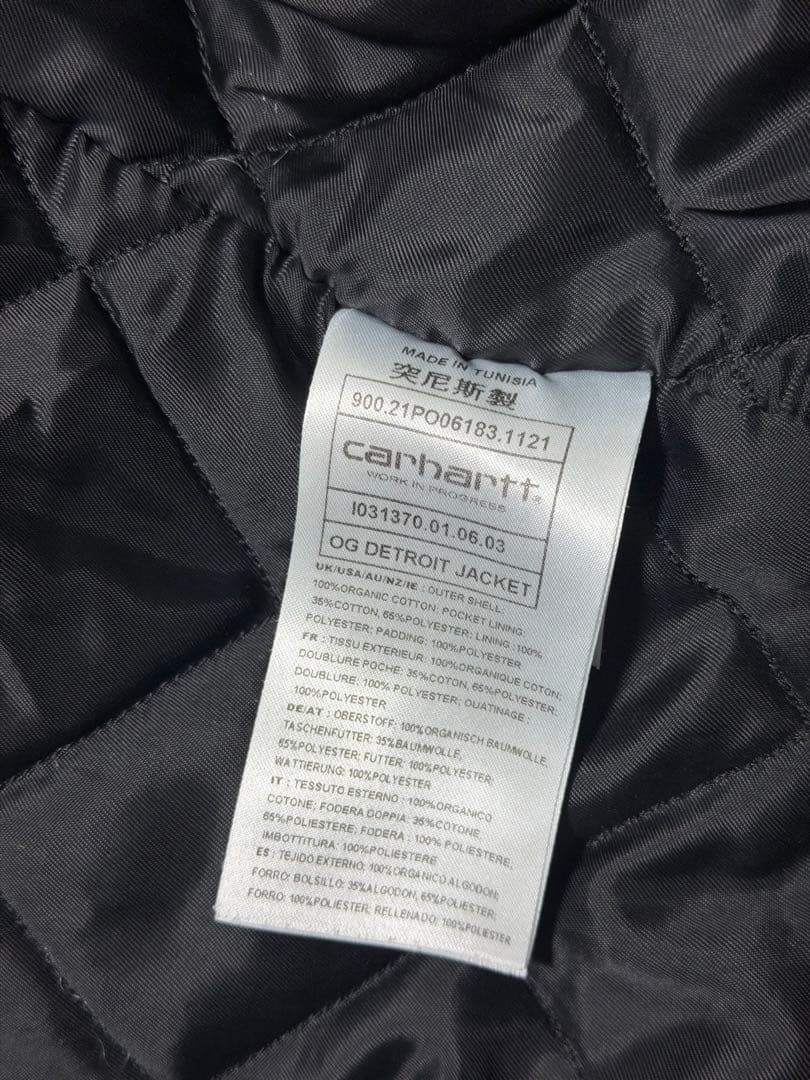 MADE IN TUNISIA
突尼斯製
900.21PO06183.1121
carhartt
WORK IN PROGRESS
I031370.01.06.03
OG DETROIT JACKET
UK/USA/AU/NZ/IE : OUTER SHELL:
100%ORGANIC COTTON; POCKET LINING:
35%COTTON, 65%POLYESTER; LINING :100%
POLYESTER; PADDING: 100%POLYESTER
FR : TISSU EXTERIEUR: 100%ORGANIQUE COTON;
DOUBLURE POCHE: 35%COTON, 65%POLYESTER;
DOUBLURE: 100% POLYESTER; OUATINAGE :
100%POLYESTER
DE/AT : OBERSTOFF: 100%ORGANISCH BAUMWOLLE,
TASCHENFUTTER: 35%BAUMWOLLE,
65%POLYESTER; FUTTER: 100%POLYESTER;
WATTIERUNG: 100%POLYESTER
IT : TESSUTO ESTERNO : 100%ORGANICO
COTONE; FODERA DOPPIA: 35%COTONE,
65%POLIESTERE; FODERA : 100% POLIESTERE,
IMBOTTITURA: 100%POLIESTERE
ES : TEJIDO EXTERNO: 100%ORGANICO ALGODON;
FORRO: BOLSILLO: 35%ALGODON, 65%POLIESTER;
FORRO: 100%POLIESTER; RELLENADO: 100%POLIESTER